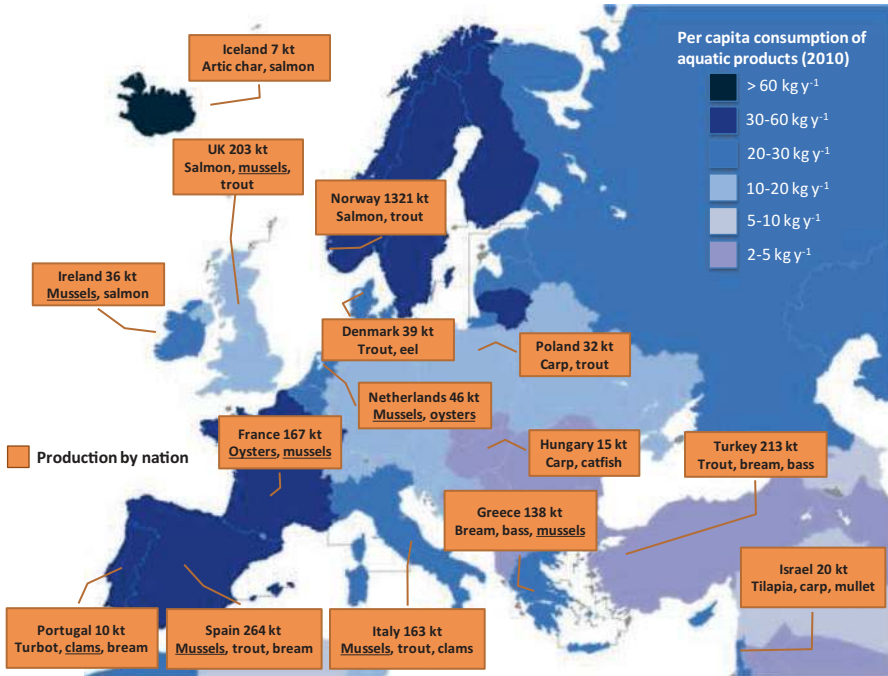 Iceland 7 kt
Artic char, salmon
Per capita consumption of
aquatic products (2010)
> 60 kg y⁻¹
30-60 kg y⁻¹
20-30 kg y⁻¹
10-20 kg y⁻¹
5-10 kg y⁻¹
2-5 kg y⁻¹
UK 203 kt
Salmon, mussels,
trout
Norway 1321 kt
Salmon, trout
Ireland 36 kt
Mussels, salmon
Denmark 39 kt
Trout, eel
Poland 32 kt
Carp, trout
Netherlands 46 kt
Mussels, oysters
France 167 kt
Oysters, mussels
Hungary 15 kt
Carp, catfish
Turkey 213 kt
Trout, bream, bass
Production by nation
Greece 138 kt
Bream, bass, mussels
Israel 20 kt
Tilapia, carp, mullet
Portugal 10 kt
Turbot, clams, bream
Spain 264 kt
Mussels, trout, bream
Italy 163 kt
Mussels, trout, clams